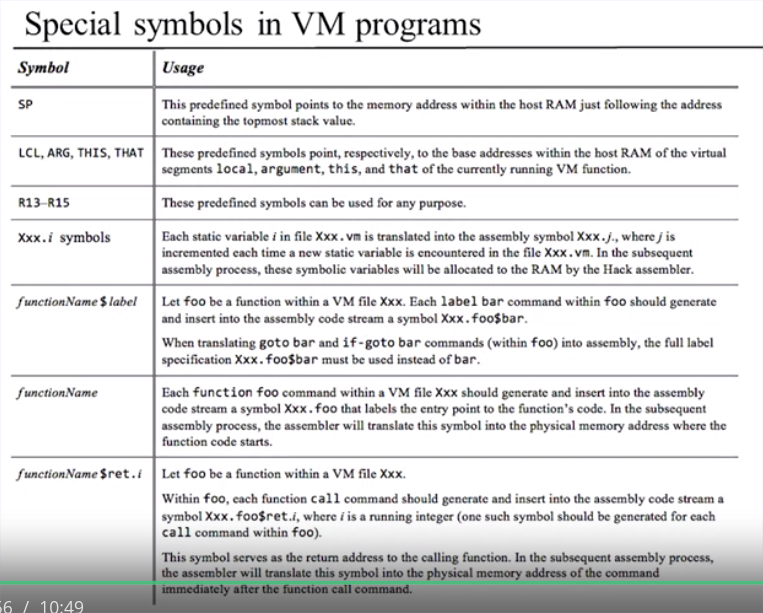 Special symbols in VM programs
Symbol Usage
SP This predefined symbol points to the memory address within the host RAM just following the address
containing the topmost stack value.
LCL, ARG, THIS, THAT These predefined symbols point, respectively, to the base addresses within the host RAM of the virtual
segments local, argument, this, and that of the currently running VM function.
R13–R15 These predefined symbols can be used for any purpose.
Xxx.i symbols Each static variable i in file Xxx.vm is translated into the assembly symbol Xxx.j., where j is
incremented each time a new static variable is encountered in the file Xxx.vm. In the subsequent
assembly process, these symbolic variables will be allocated to the RAM by the Hack assembler.
functionName$label Let foo be a function within a VM file Xxx. Each label bar command within foo should generate
and insert into the assembly code stream a symbol Xxx.foo$bar.
When translating goto bar and if-goto bar commands (within foo) into assembly, the full label
specification Xxx.foo$bar must be used instead of bar.
functionName Each function foo command within a VM file Xxx should generate and insert into the assembly
code stream a symbol Xxx.foo that labels the entry point to the function's code. In the subsequent
assembly process, the assembler will translate this symbol into the physical memory address where the
function code starts.
functionName$ret.i Let foo be a function within a VM file Xxx.
Within foo, each function call command should generate and insert into the assembly code stream a
symbol Xxx.foo$ret.i, where i is a running integer (one such symbol should be generated for each
call command within foo).
This symbol serves as the return address to the calling function. In the subsequent assembly process,
the assembler will translate this symbol into the physical memory address of the command
immediately after the function call command.
/ 10:49